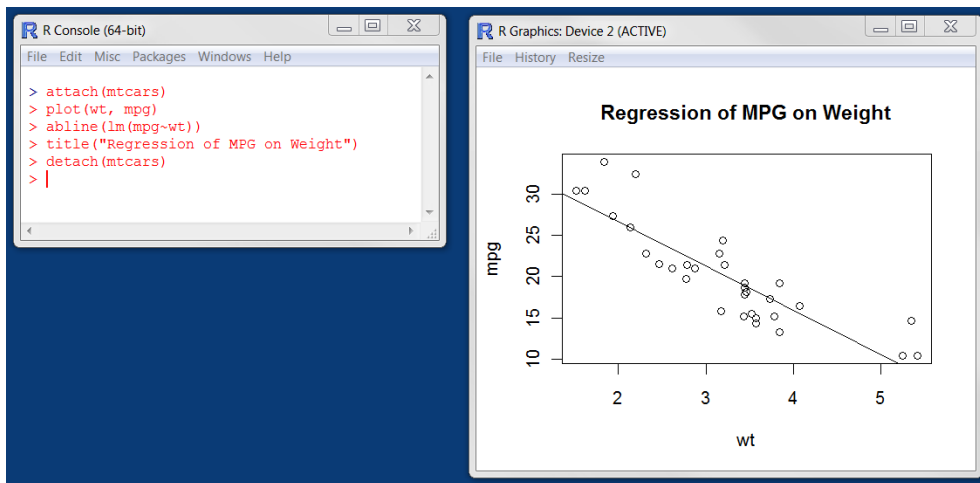 R Console (64-bit)
File Edit Misc Packages Windows Help
> attach(mtcars)
> plot(wt, mpg)
> abline(lm(mpg~wt))
> title("Regression of MPG on Weight")
> detach(mtcars)
>
R Graphics: Device 2 (ACTIVE)
File History Resize
Regression of MPG on Weight
mpg
30
25
20
15
10
2 3 4 5
wt